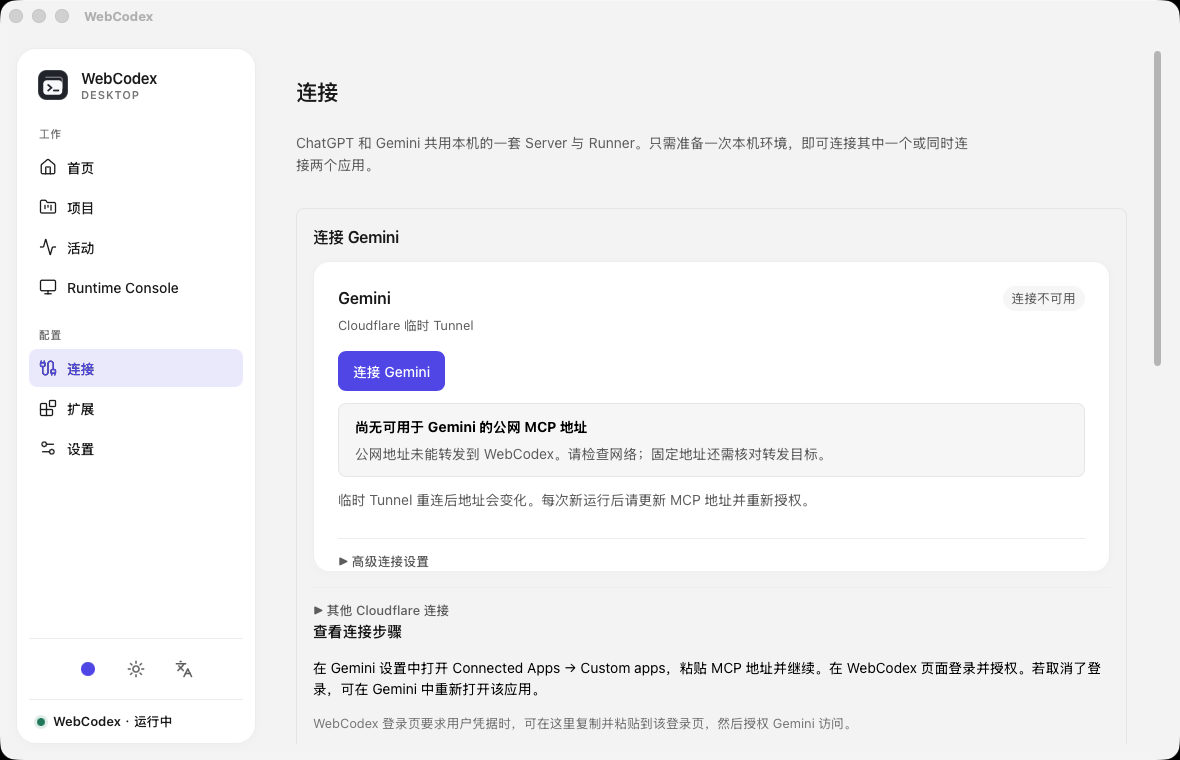 WebCodex
WebCodex
DESKTOP
工作
首页
项目
活动
Runtime Console
配置
连接
扩展
设置
WebCodex · 运行中
连接
ChatGPT 和 Gemini 共用本机的一套 Server 与 Runner。只需准备一次本机环境，即可连接其中一个或同时连
接两个应用。
连接 Gemini
Gemini
连接不可用
Cloudflare 临时 Tunnel
连接 Gemini
尚无可用于 Gemini 的公网 MCP 地址
公网地址未能转发到 WebCodex。请检查网络；固定地址还需核对转发目标。
临时 Tunnel 重连后地址会变化。每次新运行后请更新 MCP 地址并重新授权。
▶ 高级连接设置
▶ 其他 Cloudflare 连接
查看连接步骤
在 Gemini 设置中打开 Connected Apps → Custom apps，粘贴 MCP 地址并继续。在 WebCodex 页面登录并授权。若取消了登
录，可在 Gemini 中重新打开该应用。
WebCodex 登录页要求用户凭据时，可在这里复制并粘贴到该登录页，然后授权 Gemini 访问。